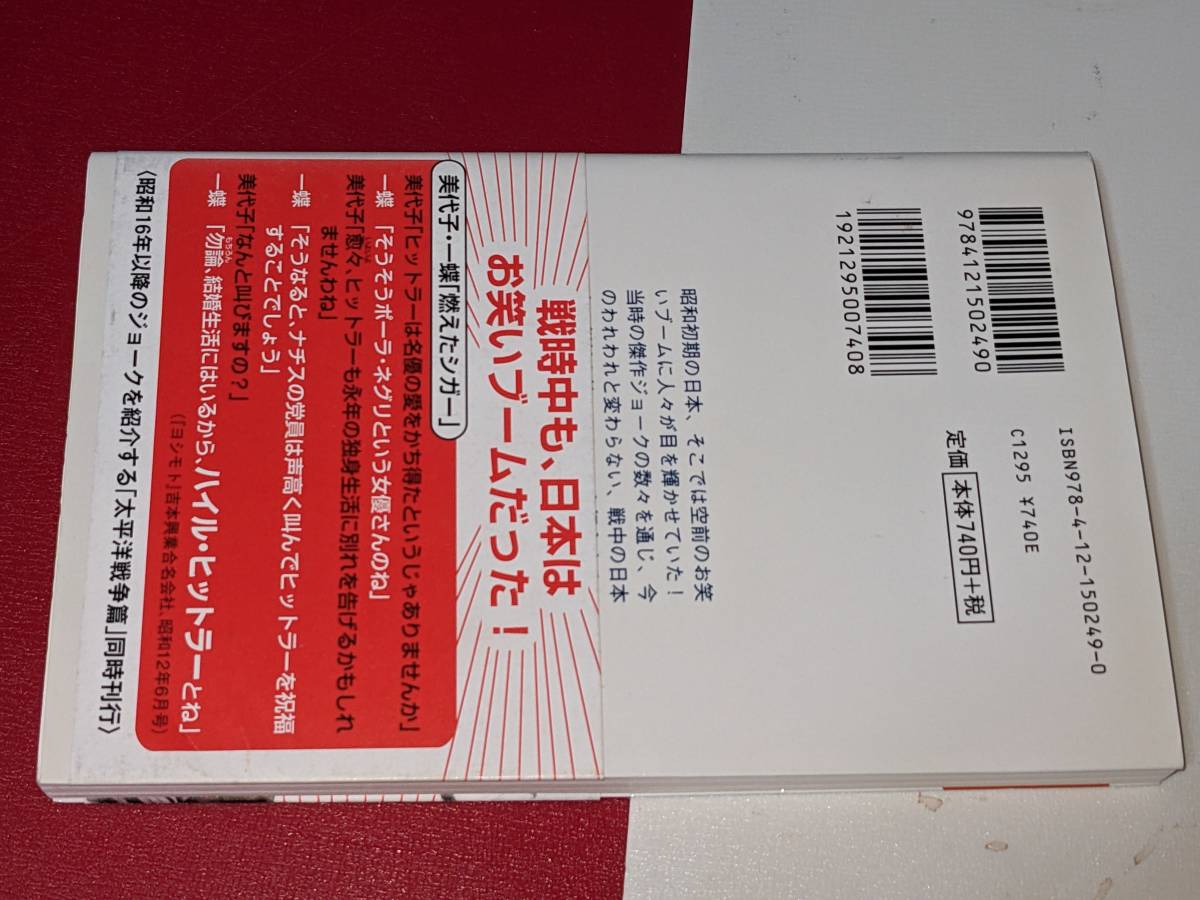 9784121502490
1921295007408
ISBN978-4-12-150249-0
C1295 ¥740E
定価 本体740円+税
昭和初期の日本、そこでは空前のお笑
いブームに人々が目を輝かせていた！
当時の傑作ジョークの数々を通じ、今
のわれわれと変わらない、戦中の日本
戦時中も、日本は
お笑いブームだった！
美代子・一蝶「燃えたシガー」
美代子「ヒットラーは名優の愛をかち得たというじゃありませんか」
一蝶「そうそうポーラ・ネグリという女優さんのね」
美代子「愈々、ヒットラーも永年の独身生活に別れを告げるかもしれ
いよいよ
ませんわね」
一蝶「そうなると、ナチスの党員は声高く叫んでヒットラーを祝福
することでしょう」
美代子「なんと叫びますの？」
一蝶「勿論、結婚生活にはいるから、ハイル・ヒットラーとね」
もちろん
（『ヨシモト』吉本興業合名会社、昭和12年6月号）
〈昭和16年以降のジョークを紹介する「太平洋戦争篇」同時刊行〉